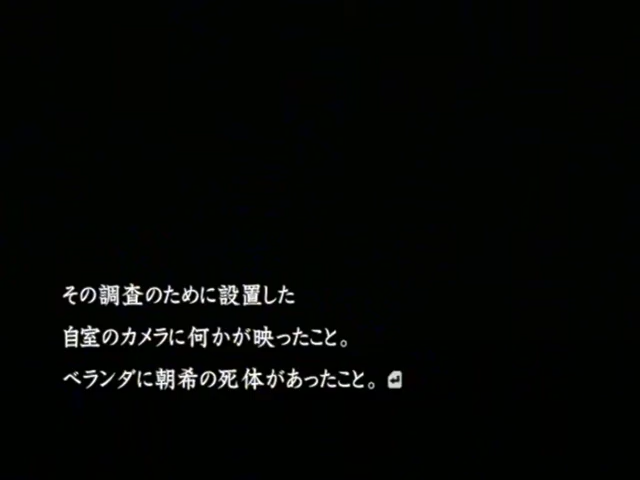 その調査のために設置した
自室のカメラに何かが映ったこと。
ベランダに朝希の死体があったこと。